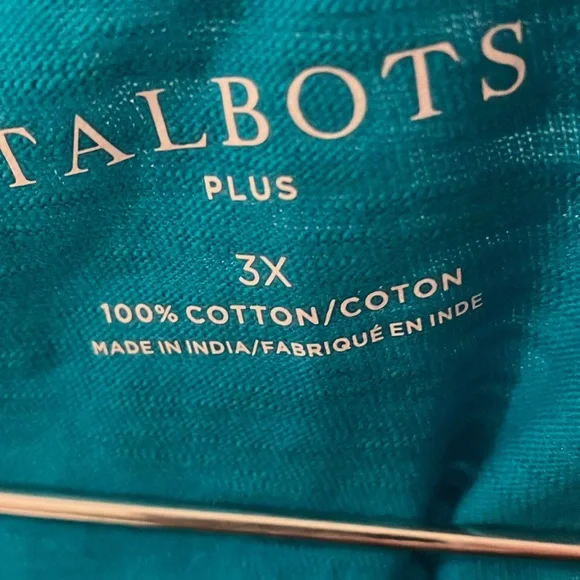 TALBOTS
PLUS
3X
100% COTTON/COTON
MADE IN INDIA/FABRIQUÉ EN INDE